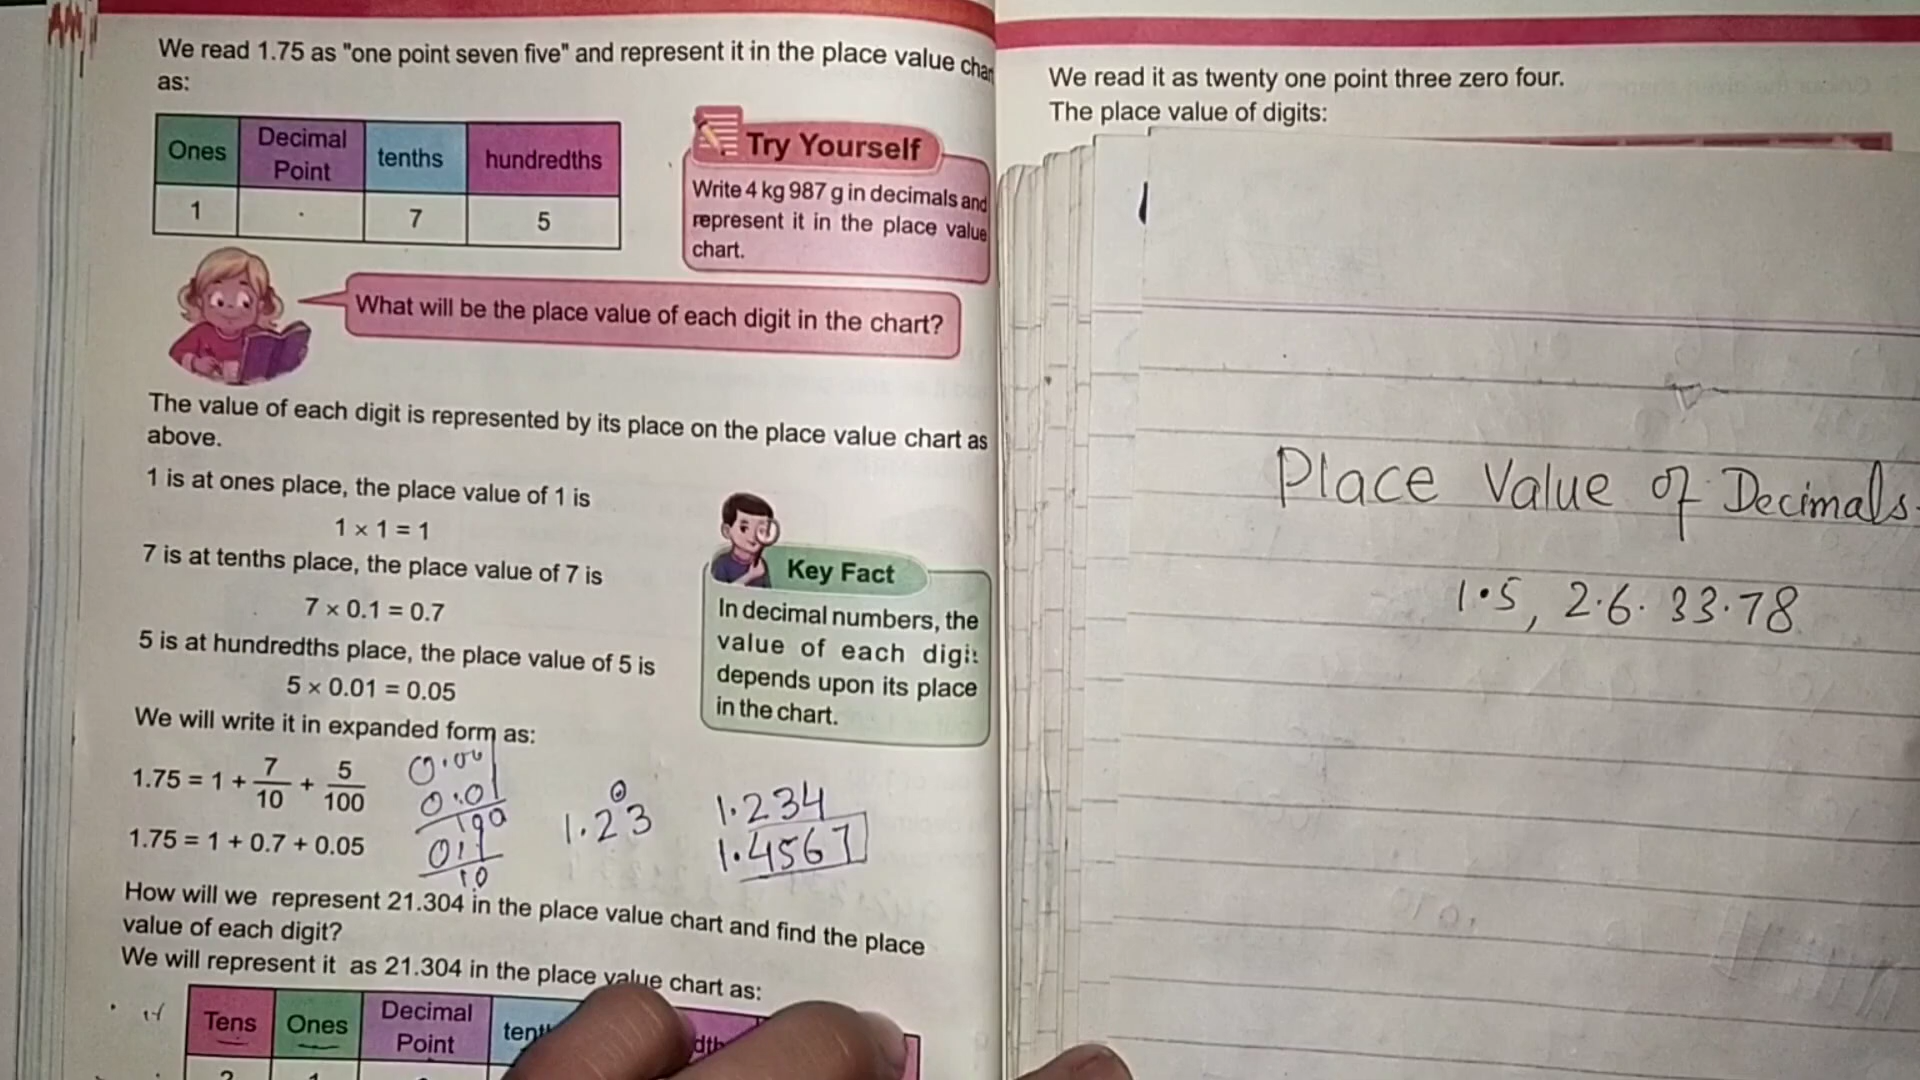 We read 1.75 as "one point seven five" and represent it in the place value char
as:
Ones Decimal Point tenths hundredths
1 . 7 5
Try Yourself
Write 4 kg 987 g in decimals and
represent it in the place value
chart.
What will be the place value of each digit in the chart?
The value of each digit is represented by its place on the place value chart as
above.
1 is at ones place, the place value of 1 is
1 × 1 = 1
7 is at tenths place, the place value of 7 is
7 × 0.1 = 0.7
5 is at hundredths place, the place value of 5 is
5 × 0.01 = 0.05
Key Fact
In decimal numbers, the
value of each digit
depends upon its place
in the chart.
We will write it in expanded form as:
1.75 = 1 + 7/10 + 5/100
1.75 = 1 + 0.7 + 0.05
0.01
1.23
1.234
1.4567
How will we represent 21.304 in the place value chart and find the place
value of each digit?
We will represent it as 21.304 in the place value chart as:
Tens Ones Decimal Point tenth dth
2 1
We read it as twenty one point three zero four.
The place value of digits:
Place Value of Decimals.
1.5, 2.6. 33.78